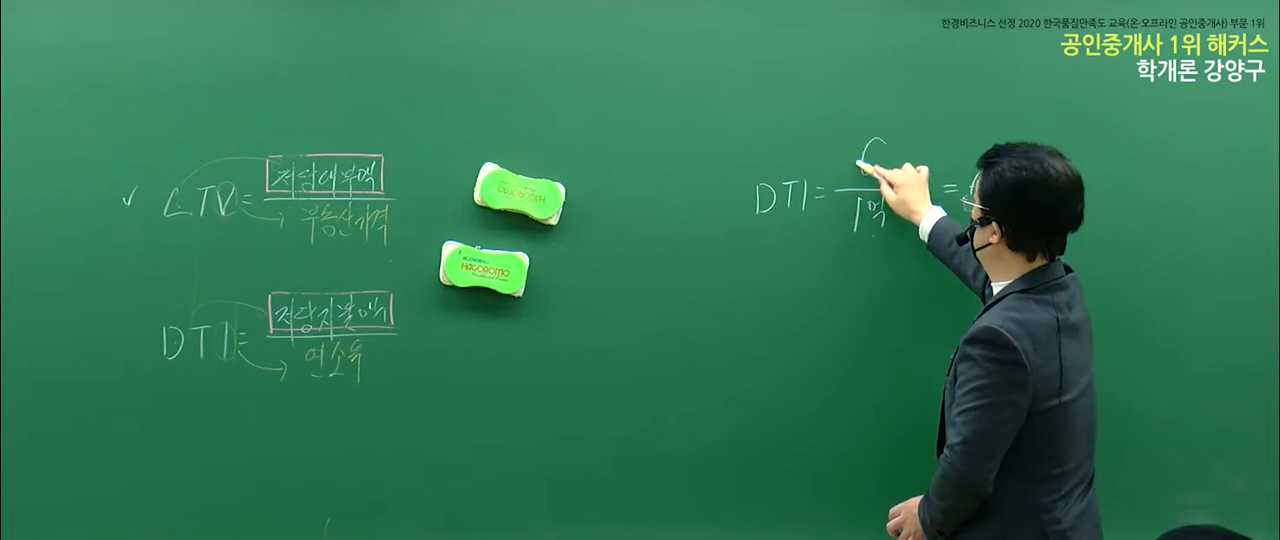 한경비즈니스 선정 2020 한국품질만족도 교육(온·오프라인 공인중개사) 부문 1위
공인중개사 1위 해커스
학개론 강양구
✓ LTV= 저당대부액
부동산가격
DTI= 저당지불액
연소득
HAGOROMO
HAGOROMO
DTI=
1억
=